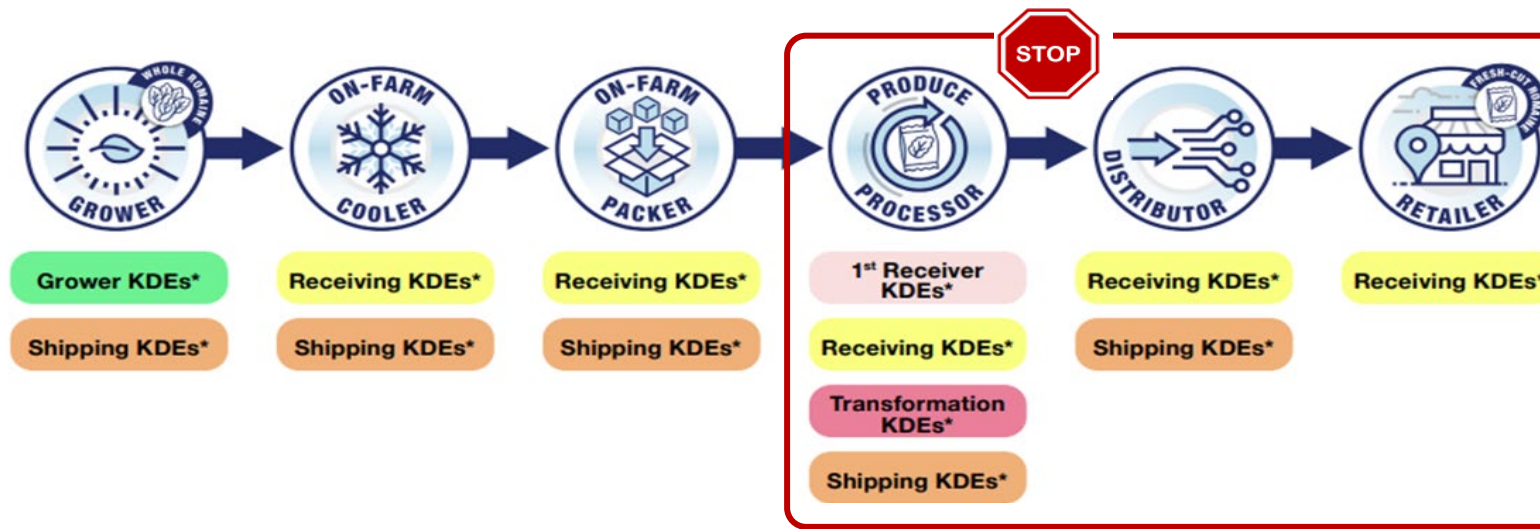 STOP
WHOLE ROMAINE
GROWER
ON-FARM
COOLER
ON-FARM
PACKER
PRODUCE
PROCESSOR
DISTRIBUTOR
FRESH-CUT ROMAINE
RETAILER
Grower KDEs*
Shipping KDEs*
Receiving KDEs*
Shipping KDEs*
Receiving KDEs*
Shipping KDEs*
1st Receiver
KDEs*
Receiving KDEs*
Transformation
KDEs*
Shipping KDEs*
Receiving KDEs*
Shipping KDEs*
Receiving KDEs*